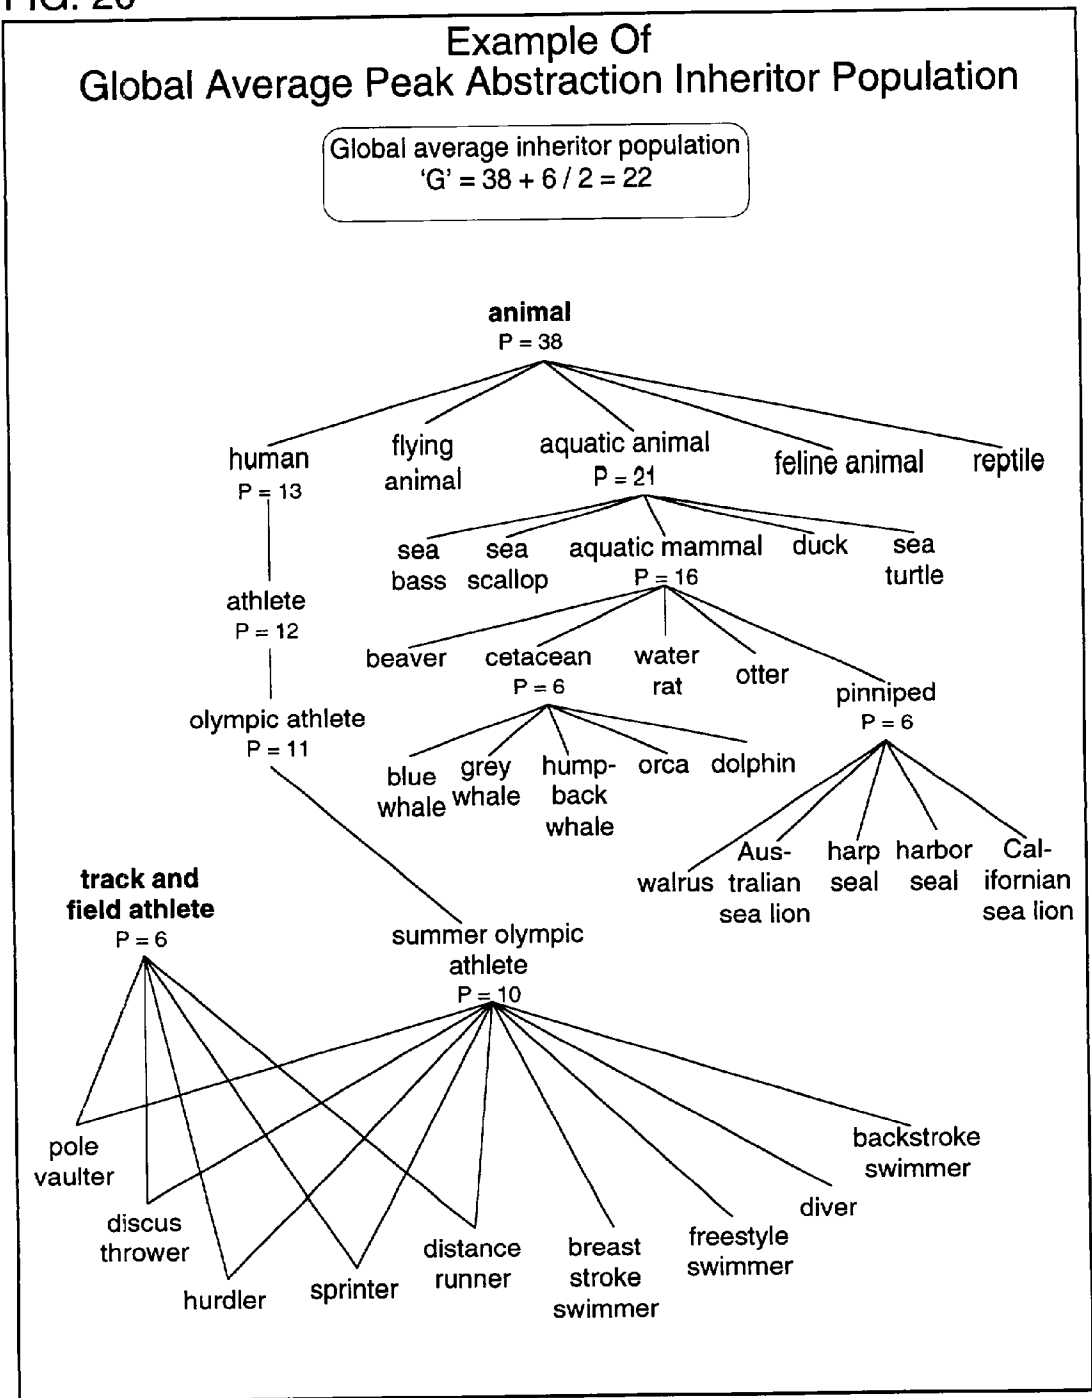 FIG. 20
Example Of
Global Average Peak Abstraction Inheritor Population
Global average inheritor population
‘G’ = 38 + 6 / 2 = 22
animal
P = 38
human
P = 13
flying
animal
aquatic animal
P = 21
feline animal
reptile
sea
bass
sea
scallop
aquatic mammal
P = 16
duck
sea
turtle
athlete
P = 12
beaver
cetacean
P = 6
water
rat
otter
pinniped
P = 6
olympic athlete
P = 11
blue
whale
grey
whale
hump-
back
whale
orca
dolphin
walrus
Aus-
tralian
sea lion
harp
seal
harbor
seal
Cal-
ifornian
sea lion
track and
field athlete
P = 6
summer olympic
athlete
P = 10
pole
vaulter
discus
thrower
hurdler
sprinter
distance
runner
breast
stroke
swimmer
freestyle
swimmer
diver
backstroke
swimmer